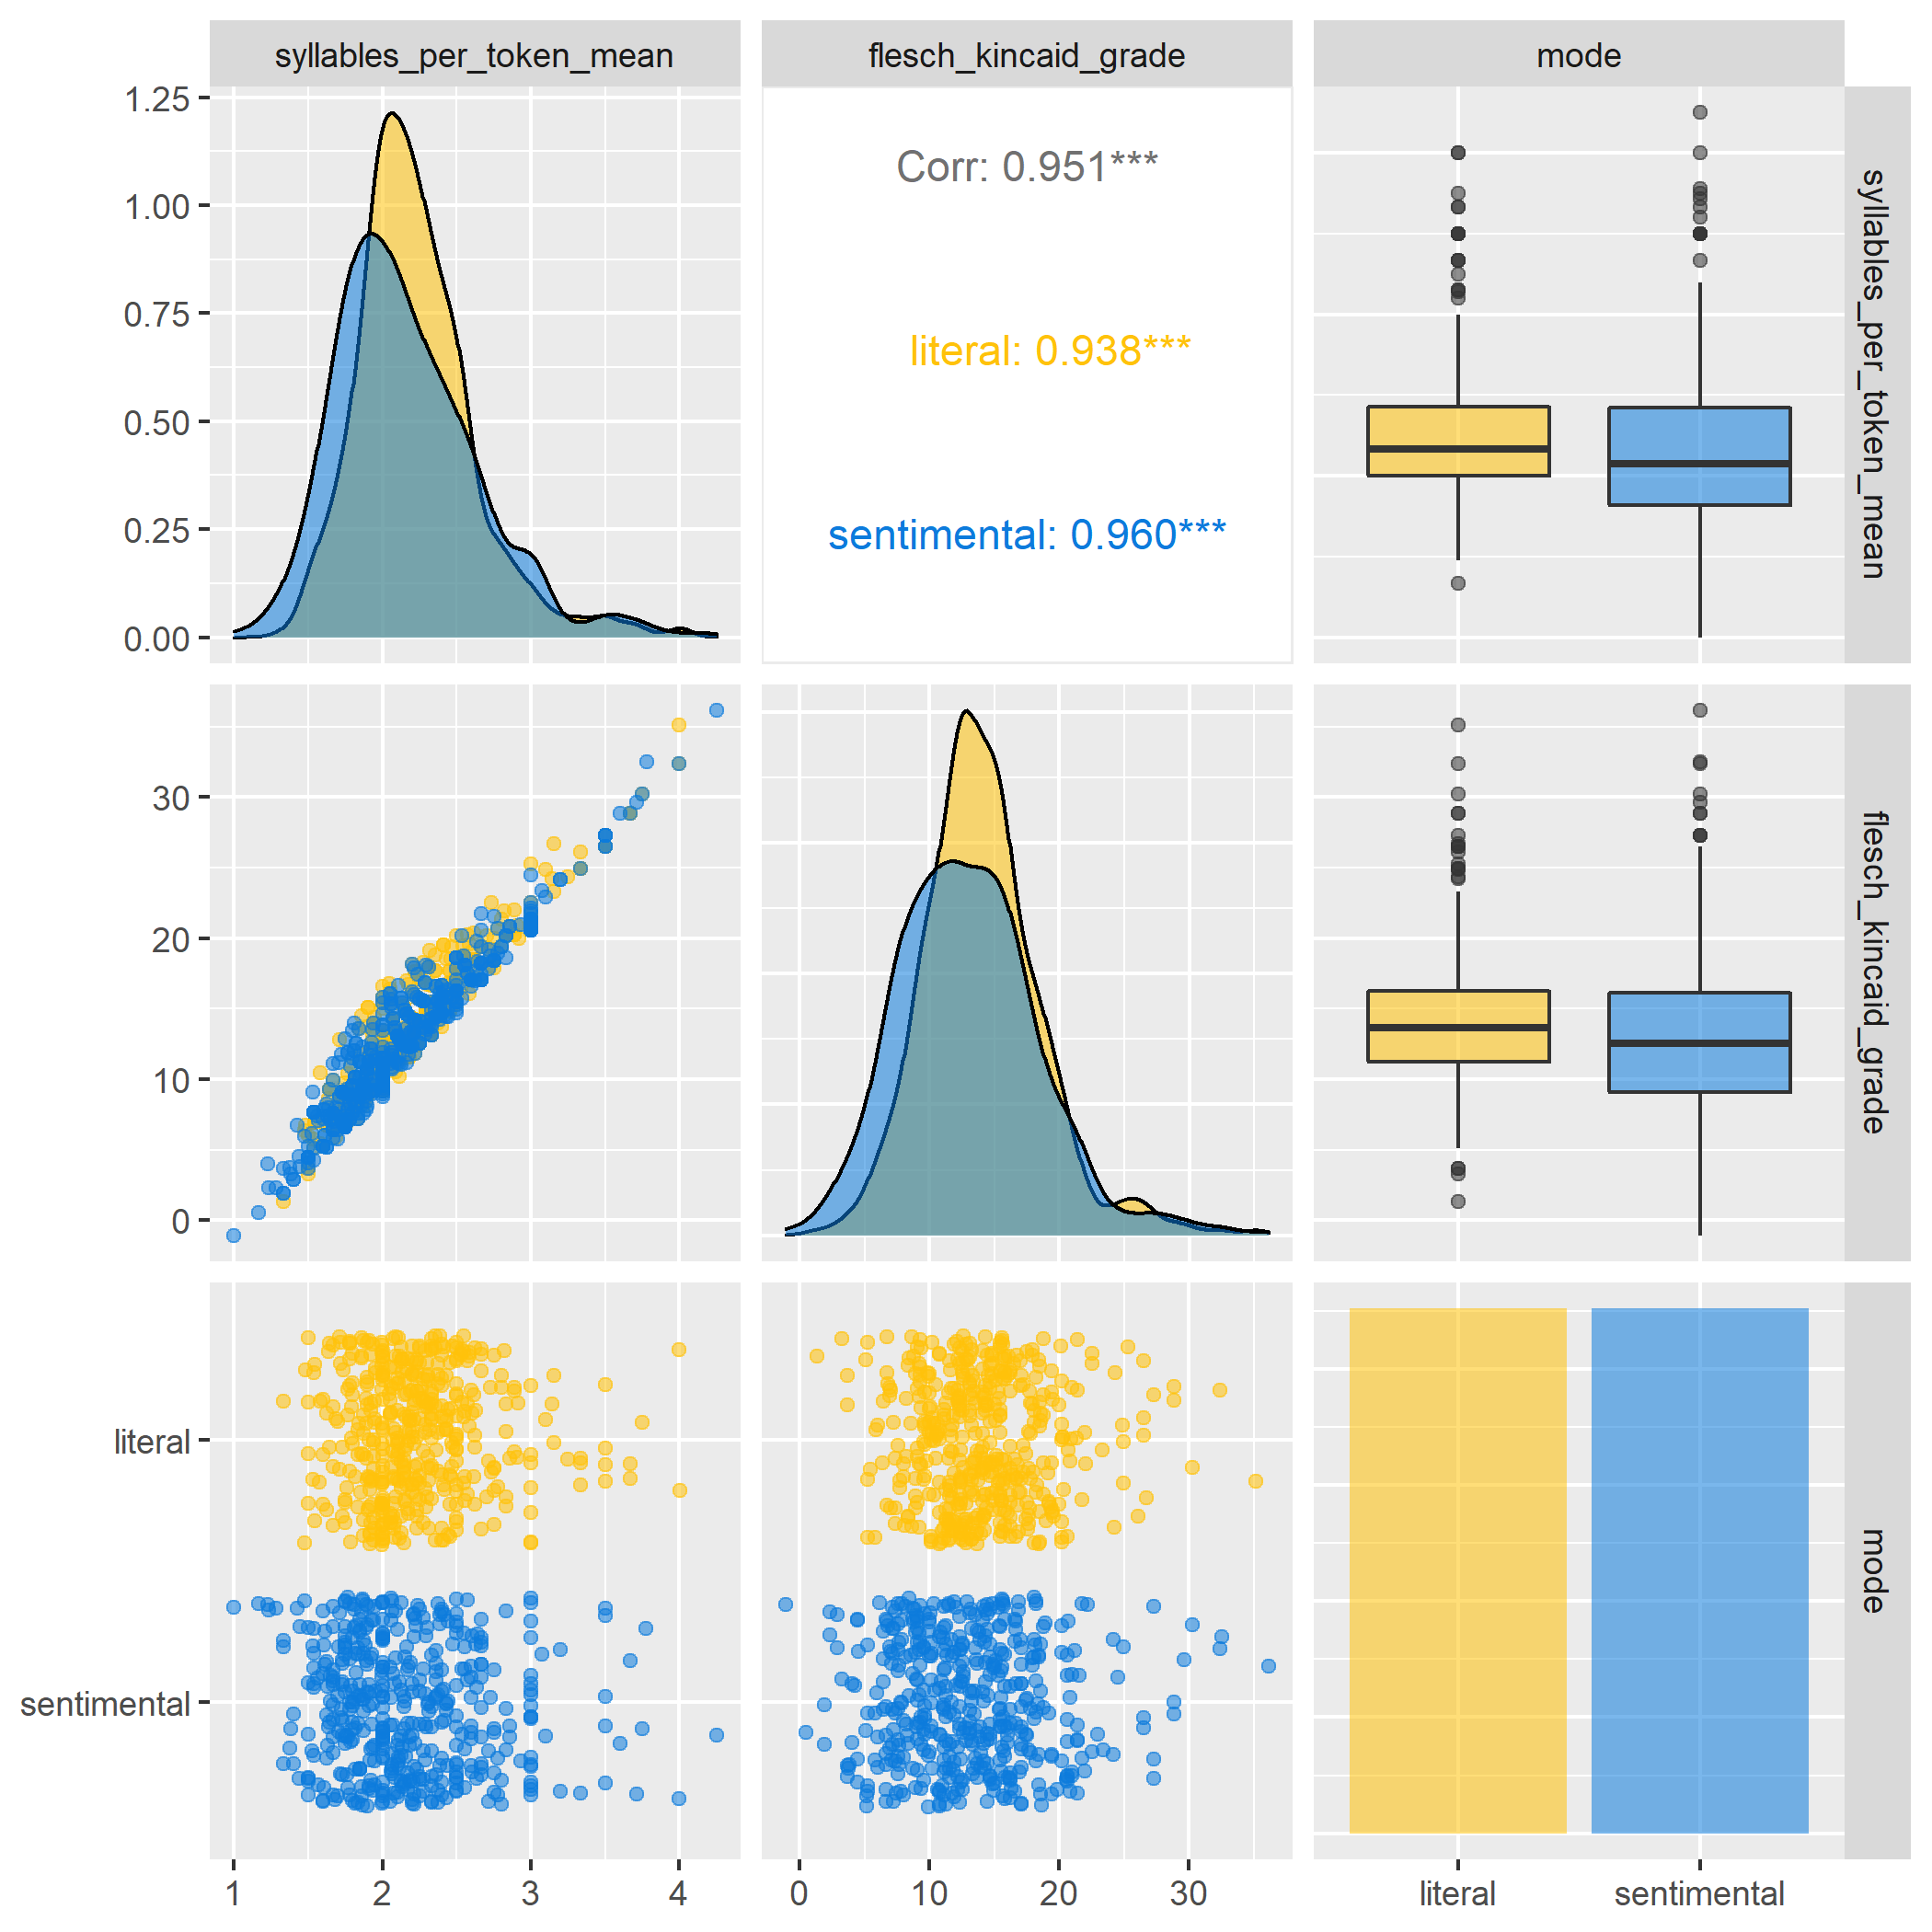 syllables_per_token_mean
flesch_kincaid_grade
mode
1.25
1.00
0.75
0.50
0.25
0.00
Corr: 0.951***
literal: 0.938***
sentimental: 0.960***
syllables_per_token_mean
30
20
10
0
flesch_kincaid_grade
literal
sentimental
mode
1 2 3 4
0 10 20 30
literal sentimental